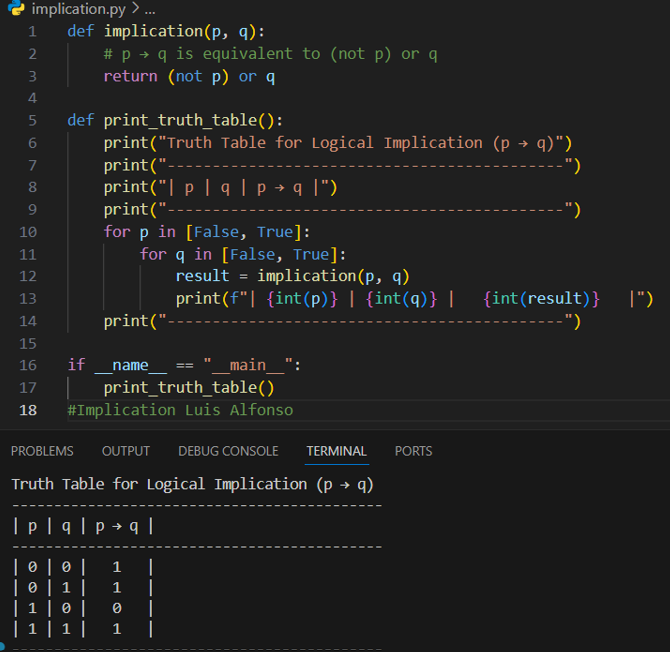 implication.py > ...
1 def implication(p, q):
2     # p → q is equivalent to (not p) or q
3     return (not p) or q
4
5 def print_truth_table():
6     print("Truth Table for Logical Implication (p → q)")
7     print("--------------------------------------------")
8     print("| p | q | p → q |")
9     print("--------------------------------------------")
10     for p in [False, True]:
11         for q in [False, True]:
12             result = implication(p, q)
13             print(f"| {int(p)} | {int(q)} |   {int(result)}   |")
14     print("--------------------------------------------")
15
16 if __name__ == "__main__":
17     print_truth_table()
18 #Implication Luis Alfonso
PROBLEMS OUTPUT DEBUG CONSOLE TERMINAL PORTS
Truth Table for Logical Implication (p → q)
--------------------------------------------
| p | q | p → q |
--------------------------------------------
| 0 | 0 |   1   |
| 0 | 1 |   1   |
| 1 | 0 |   0   |
| 1 | 1 |   1   |
--------------------------------------------